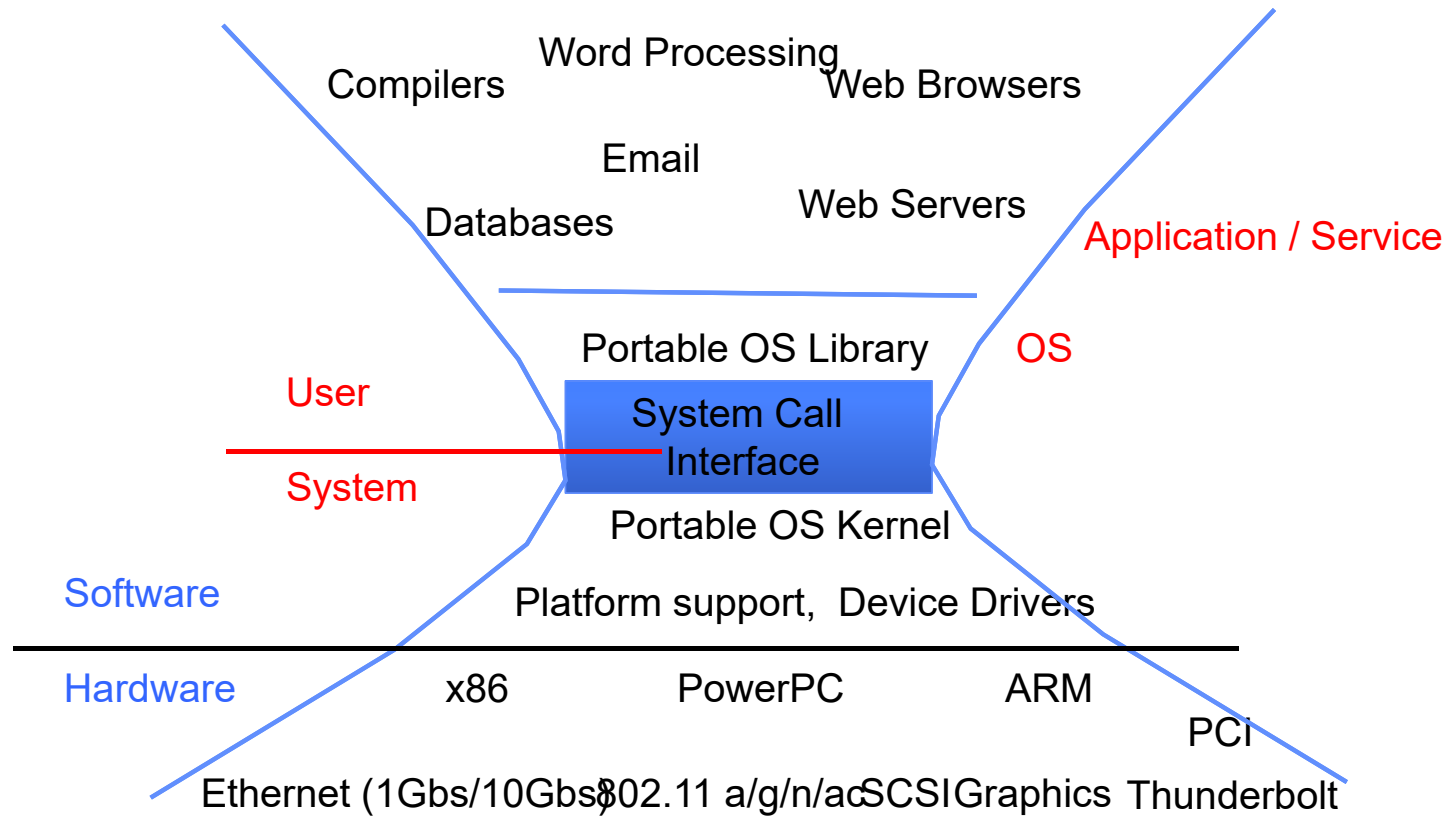 Word Processing
Compilers
Web Browsers
Email
Web Servers
Databases
Application / Service
Portable OS Library
OS
User
System Call
Interface
System
Portable OS Kernel
Software
Platform support, Device Drivers
Hardware
x86
PowerPC
ARM
PCI
Ethernet (1Gbs/10Gbs)
802.11 a/g/n/ac
SCSI
Graphics
Thunderbolt